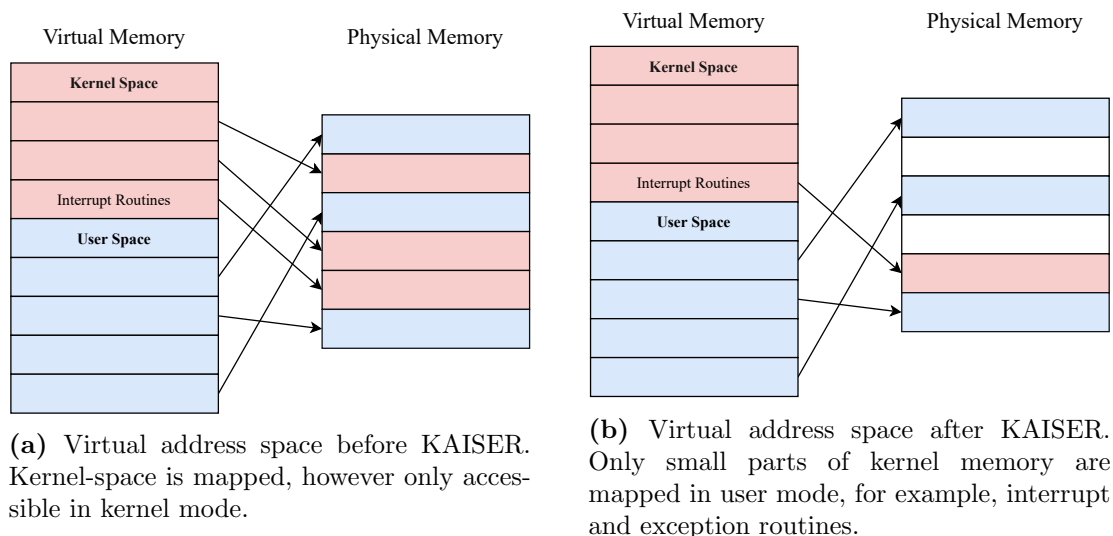 Virtual Memory
Physical Memory
Kernel Space
Interrupt Routines
User Space
(a) Virtual address space before KAISER.
Kernel-space is mapped, however only acces-
sible in kernel mode.
Virtual Memory
Physical Memory
Kernel Space
Interrupt Routines
User Space
(b) Virtual address space after KAISER.
Only small parts of kernel memory are
mapped in user mode, for example, interrupt
and exception routines.